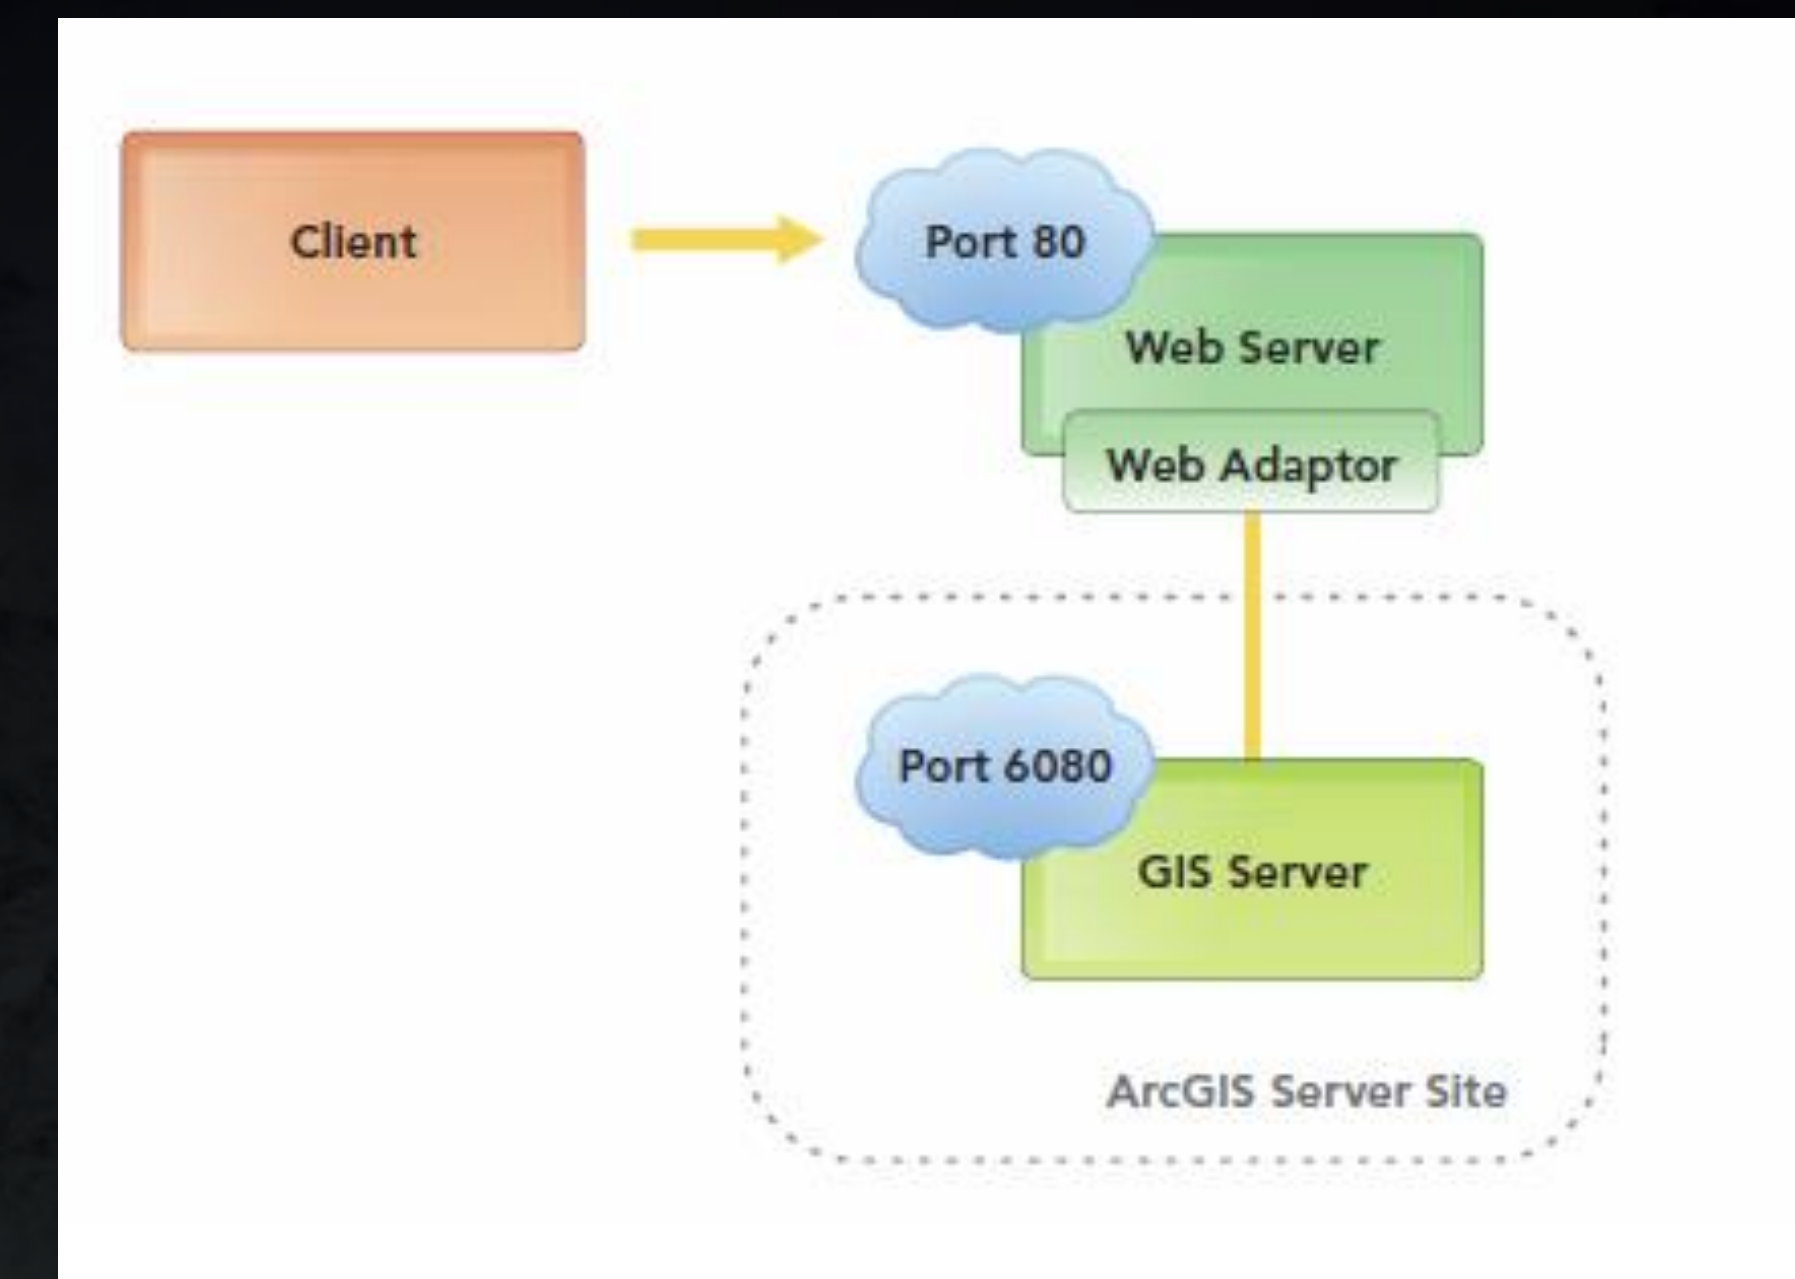 Client
Port 80
Web Server
Web Adaptor
Port 6080
GIS Server
ArcGIS Server Site